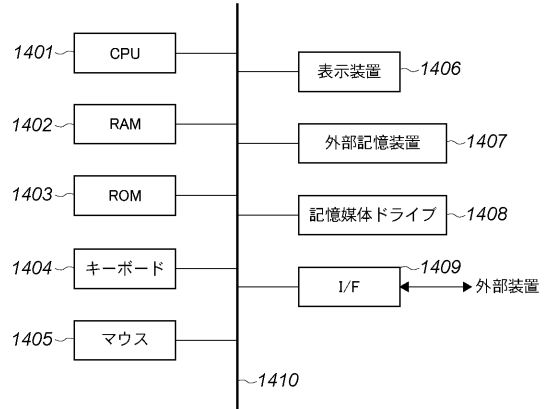 1401
CPU
1402
RAM
1403
ROM
1404
キーボード
1405
マウス
表示装置
1406
外部記憶装置
1407
記憶媒体ドライブ
1408
I/F
1409
外部装置
1410